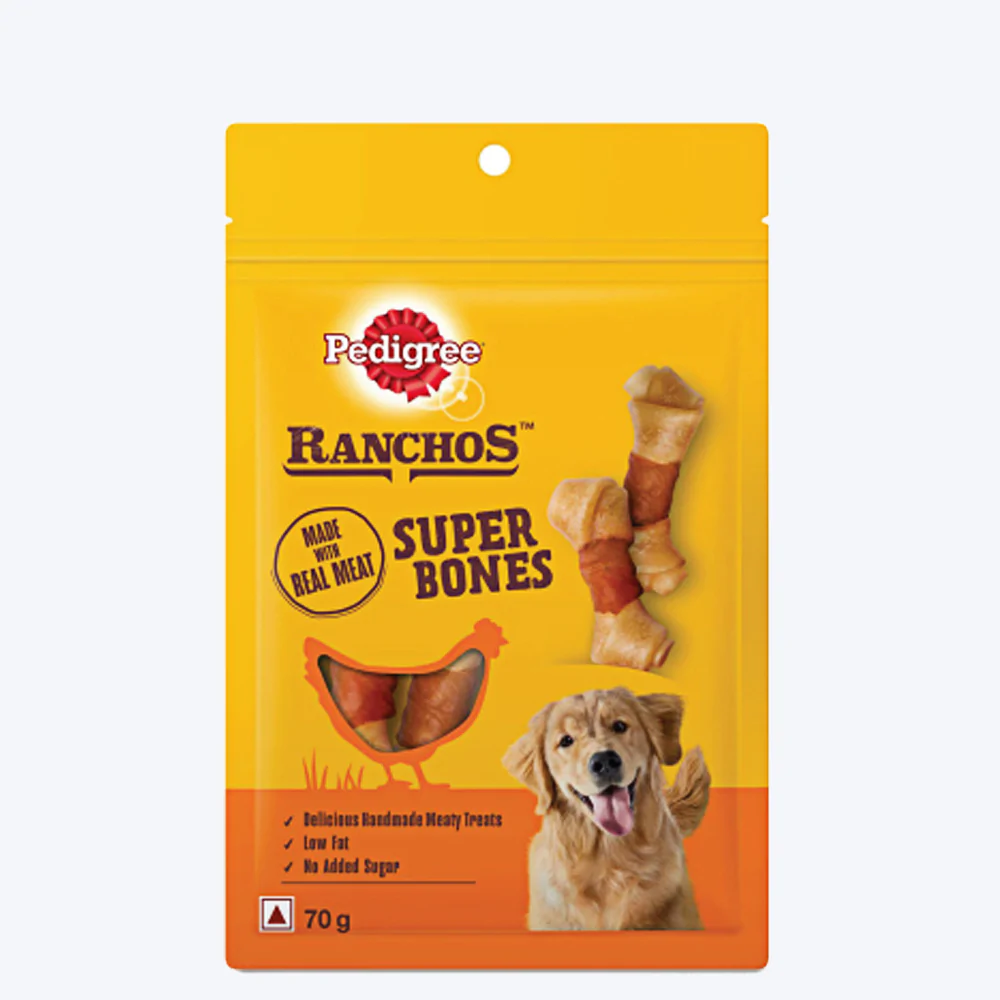 Pedigree
RANCHOS™
MADE
WITH
REAL MEAT
SUPER
BONES
✓ Delicious Handmade Meaty Treats
✓ Low Fat
✓ No Added Sugar
70 g